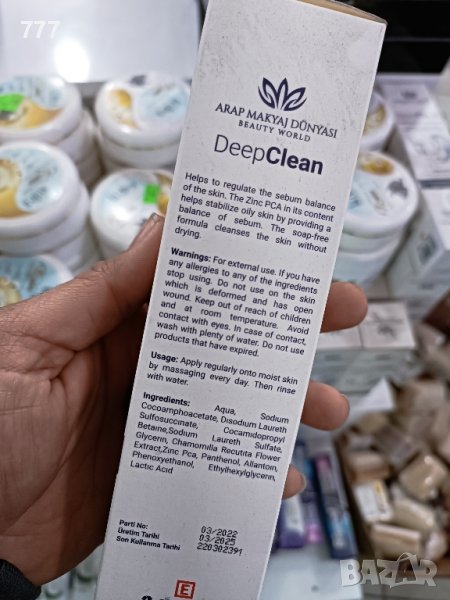 777
ARAP MAKYAJ DÜNYASI
BEAUTY WORLD
DeepClean
Helps to regulate the sebum balance
of the skin. The Zinc PCA in its content
helps stabilize oily skin by providing a
balance of sebum. The soap-free
formula cleanses the skin without
drying.
Warnings: For external use. If you have
any allergies to any of the ingredients
stop using. Do not use on the skin
which is deformed and has open
wound. Keep out of reach of children
and at room temperature. Avoid
contact with eyes. In case of contact,
wash with plenty of water. Do not use
products that have expired.
Usage: Apply regularly onto moist skin
by massaging every day. Then rinse
with water.
Ingredients: Aqua, Sodium
Cocoamphoacetate, Disodium Laureth
Sulfosuccinate, Cocamidopropyl
Betaine,Sodium Laureth Sulfate,
Glycerin, Chamomilla Recutita Flower
Extract,Zinc Pca, Panthenol, Allantoin,
Phenoxyethanol, Ethylhexylglycerin,
Lactic Acid
Parti No:
Üretim Tarihi
Son Kullanma Tarihi
03/2022
03/2025
220302391
E
BAZAR